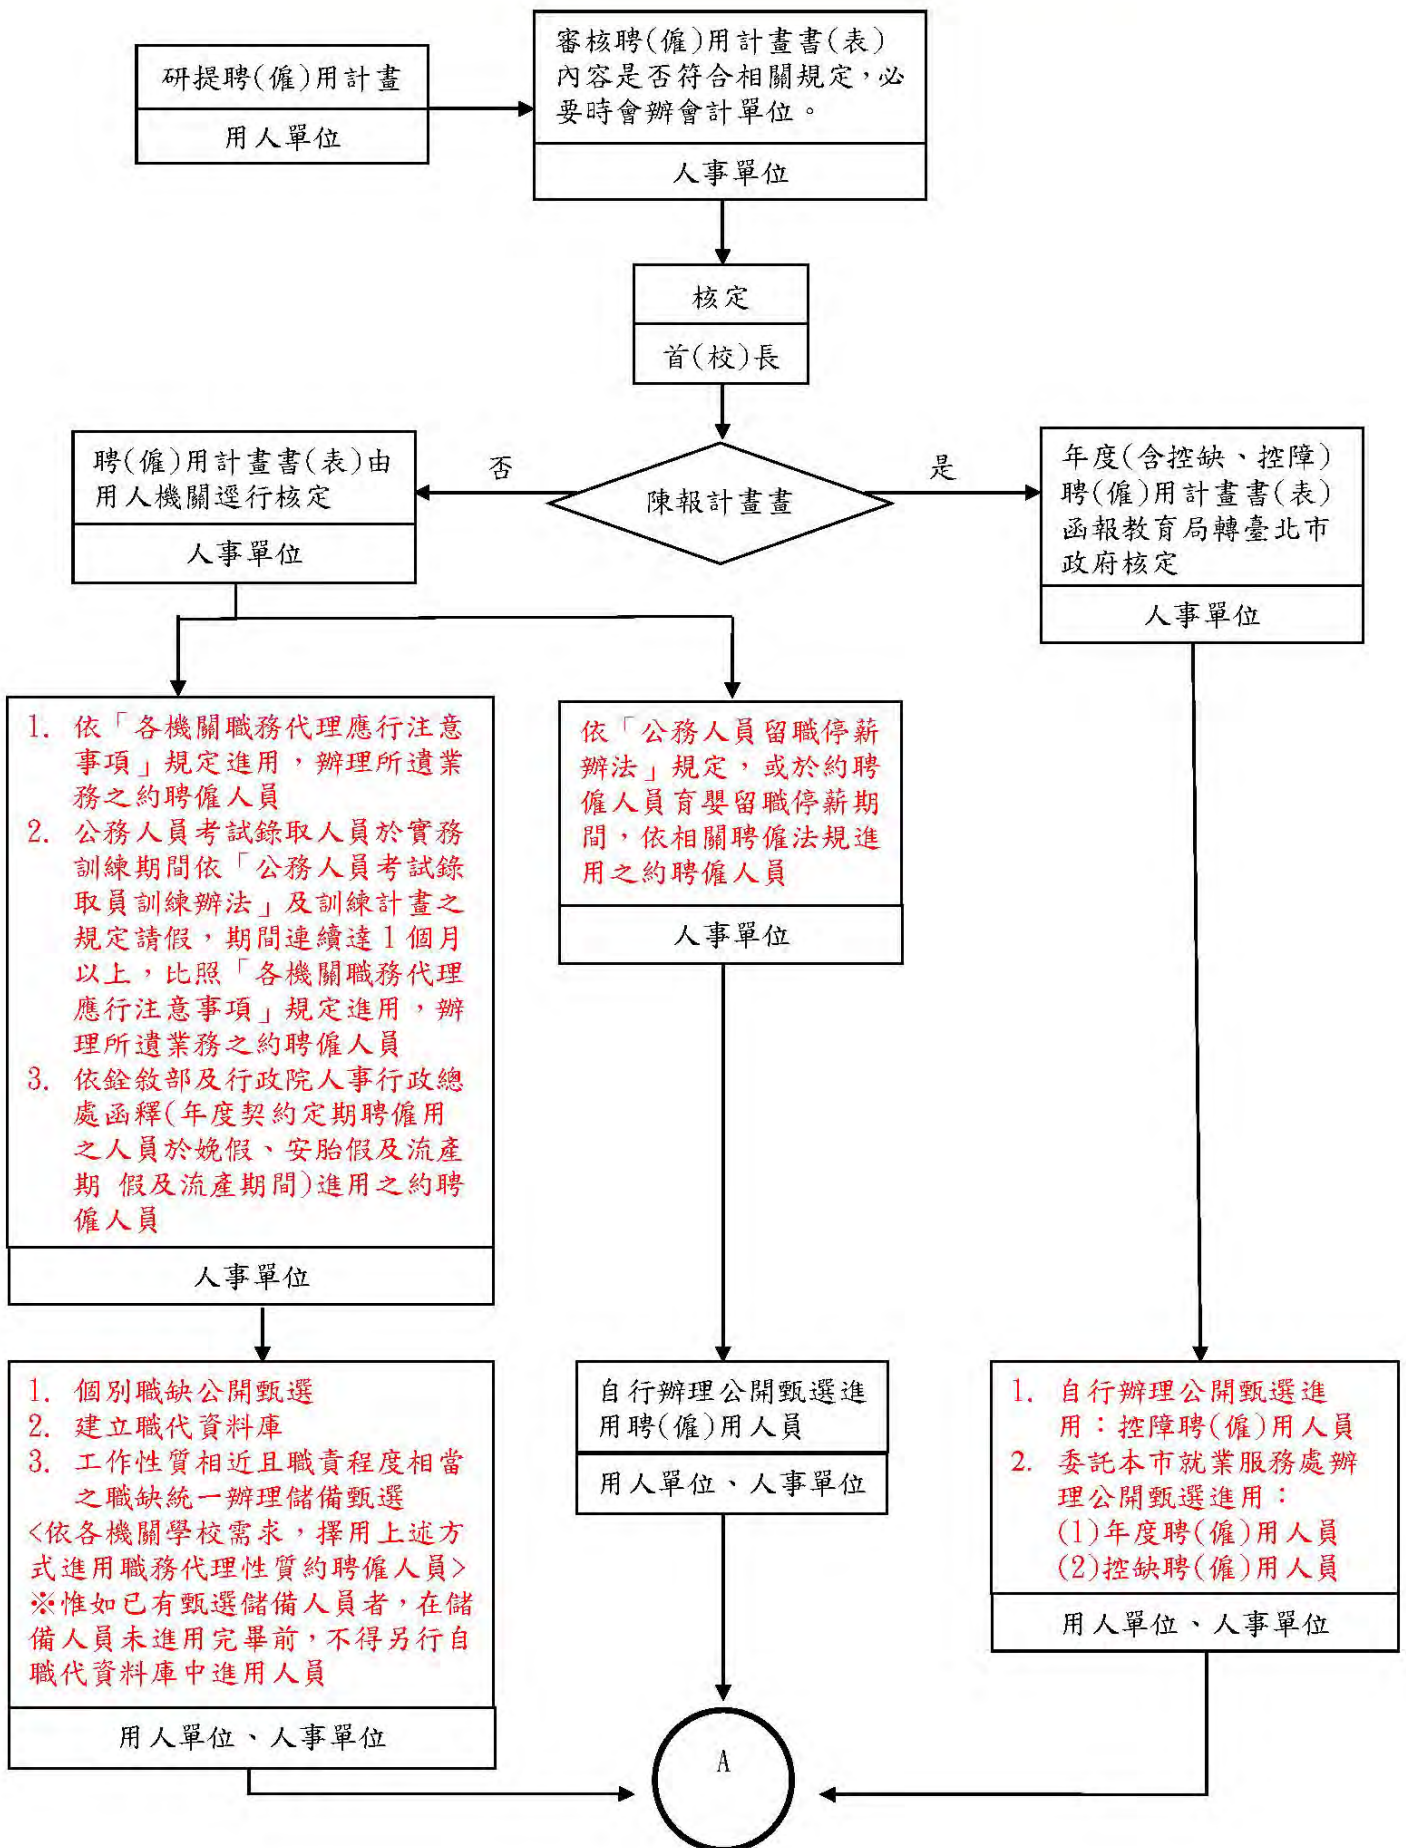 研提聘(僱)用計畫
用人單位
審核聘(僱)用計畫書(表)
內容是否符合相關規定，必
要時會辦會計單位。
人事單位
核定
首(校)長
陳報計畫畫
否
是
聘(僱)用計畫書(表)由
用人機關逕行核定
人事單位
年度(含控缺、控障)
聘(僱)用計畫書(表)
函報教育局轉臺北市
政府核定
人事單位
1. 依「各機關職務代理應行注意
事項」規定進用，辦理所遺業
務之約聘僱人員
2. 公務人員考試錄取人員於實務
訓練期間依「公務人員考試錄
取員訓練辦法」及訓練計畫之
規定請假，期間連續達1個月
以上，比照「各機關職務代理
應行注意事項」規定進用，辦
理所遺業務之約聘僱人員
3. 依銓敘部及行政院人事行政總
處函釋(年度契約定期聘僱用
之人員於娩假、安胎假及流產
期 假及流產期間)進用之約聘
僱人員
人事單位
依「公務人員留職停薪
辦法」規定，或於約聘
僱人員育嬰留職停薪期
間，依相關聘僱法規進
用之約聘僱人員
人事單位
1. 個別職缺公開甄選
2. 建立職代資料庫
3. 工作性質相近且職責程度相當
之職缺統一辦理儲備甄選
<依各機關學校需求，擇用上述方
式進用職務代理性質約聘僱人員>
※惟如已有甄選儲備人員者，在儲
備人員未進用完畢前，不得另行自
職代資料庫中進用人員
用人單位、人事單位
自行辦理公開甄選進
用聘(僱)用人員
用人單位、人事單位
1. 自行辦理公開甄選進
用：控障聘(僱)用人員
2. 委託本市就業服務處辦
理公開甄選進用：
(1)年度聘(僱)用人員
(2)控缺聘(僱)用人員
用人單位、人事單位
A